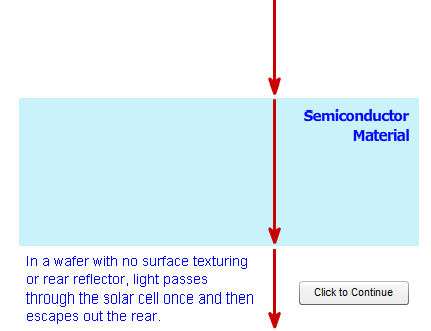 Semiconductor
Material
In a wafer with no surface texturing
or rear reflector, light passes
through the solar cell once and then
escapes out the rear.
Click to Continue